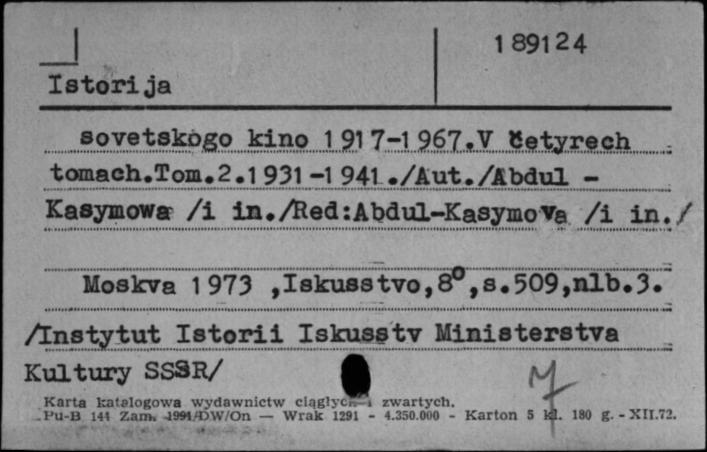 189124
Istorija
sovetskogo kino 1917-1967.V četyrech
tomach.Tom.2.1931-1941./Aut./Abdul -
Kasymowa /i in./Red:Abdul-Kasymova /i in./
Moskva 1973 ,Iskusstvo,8°,s.509,nlb.3.
/Instytut Istorii Iskusstv Ministerstva
Kultury SSSR/
Karta katalogowa wydawnictw ciągłych i zwartych.
Pu-B 141 Zam. 1991/DW/On — Wrak 1291 - 4.350.000 - Karton 5 kl. 180 g. - XII.72.